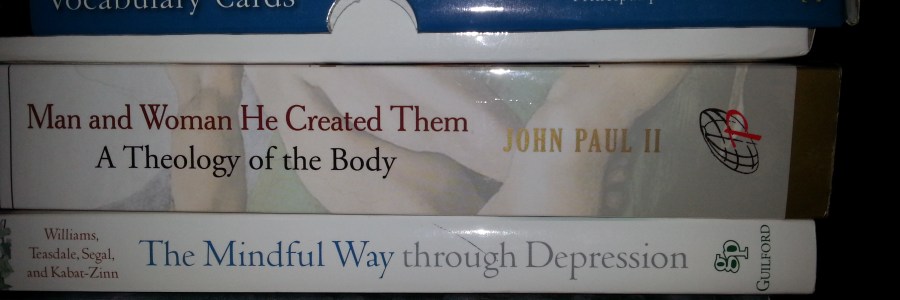 Vocabulary Cards
Man and Woman He Created Them
A Theology of the Body
JOHN PAUL II
Williams,
Teasdale, Segal,
and Kabat-Zinn
The Mindful Way through Depression
gp
GUILFORD